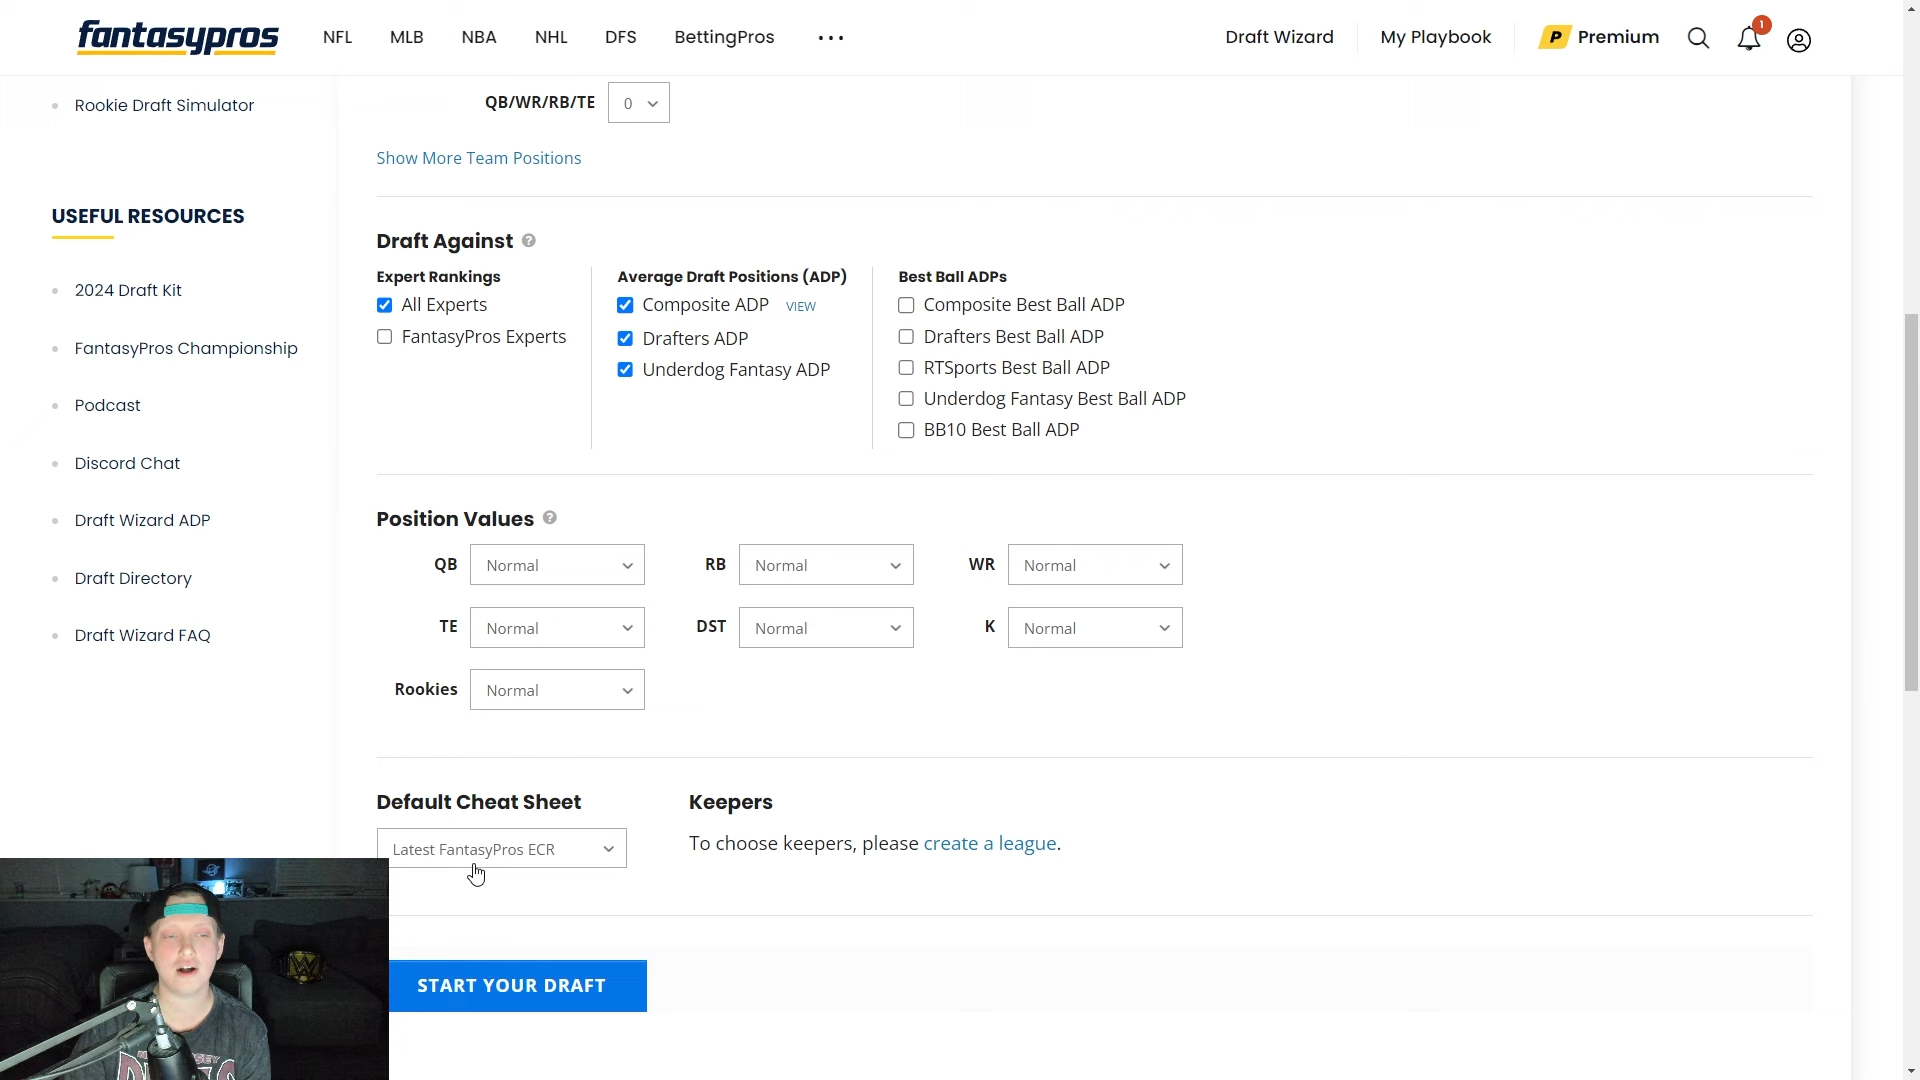 fantasypros NFL MLB NBA NHL DFS BettingPros ... Draft Wizard My Playbook P Premium 1
Rookie Draft Simulator
QB/WR/RB/TE 0
Show More Team Positions
USEFUL RESOURCES
2024 Draft Kit
FantasyPros Championship
Podcast
Discord Chat
Draft Wizard ADP
Draft Directory
Draft Wizard FAQ
Draft Against ?
Expert Rankings
All Experts
FantasyPros Experts
Average Draft Positions (ADP)
Composite ADP VIEW
Drafters ADP
Underdog Fantasy ADP
Best Ball ADPs
Composite Best Ball ADP
Drafters Best Ball ADP
RTSports Best Ball ADP
Underdog Fantasy Best Ball ADP
BB10 Best Ball ADP
Position Values ?
QB Normal RB Normal WR Normal
TE Normal DST Normal K Normal
Rookies Normal
Default Cheat Sheet
Latest FantasyPros ECR
Keepers
To choose keepers, please create a league.
START YOUR DRAFT